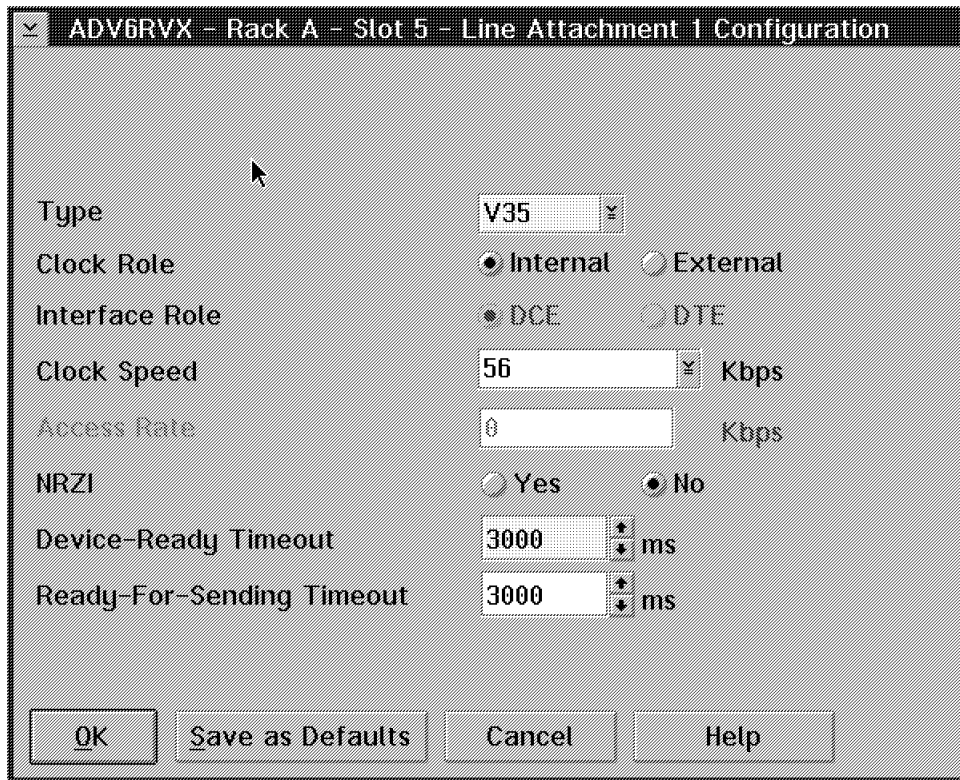 ADV6RVX - Rack A - Slot 5 - Line Attachment 1 Configuration
Type V35
Clock Role Internal External
Interface Role DCE DTE
Clock Speed 56 Kbps
Access Rate 0 Kbps
NRZI Yes No
Device-Ready Timeout 3000 ms
Ready-For-Sending Timeout 3000 ms
OK Save as Defaults Cancel Help